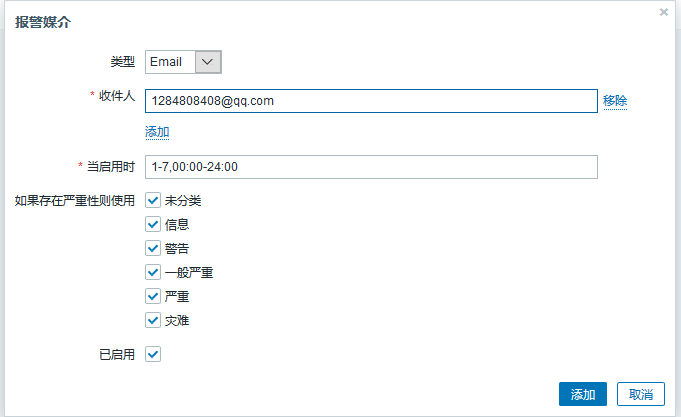 报警媒介
类型 Email
* 收件人 1284808408@qq.com 移除
添加
* 当启用时 1-7,00:00-24:00
如果存在严重性则使用 未分类
信息
警告
一般严重
严重
灾难
已启用
添加 取消